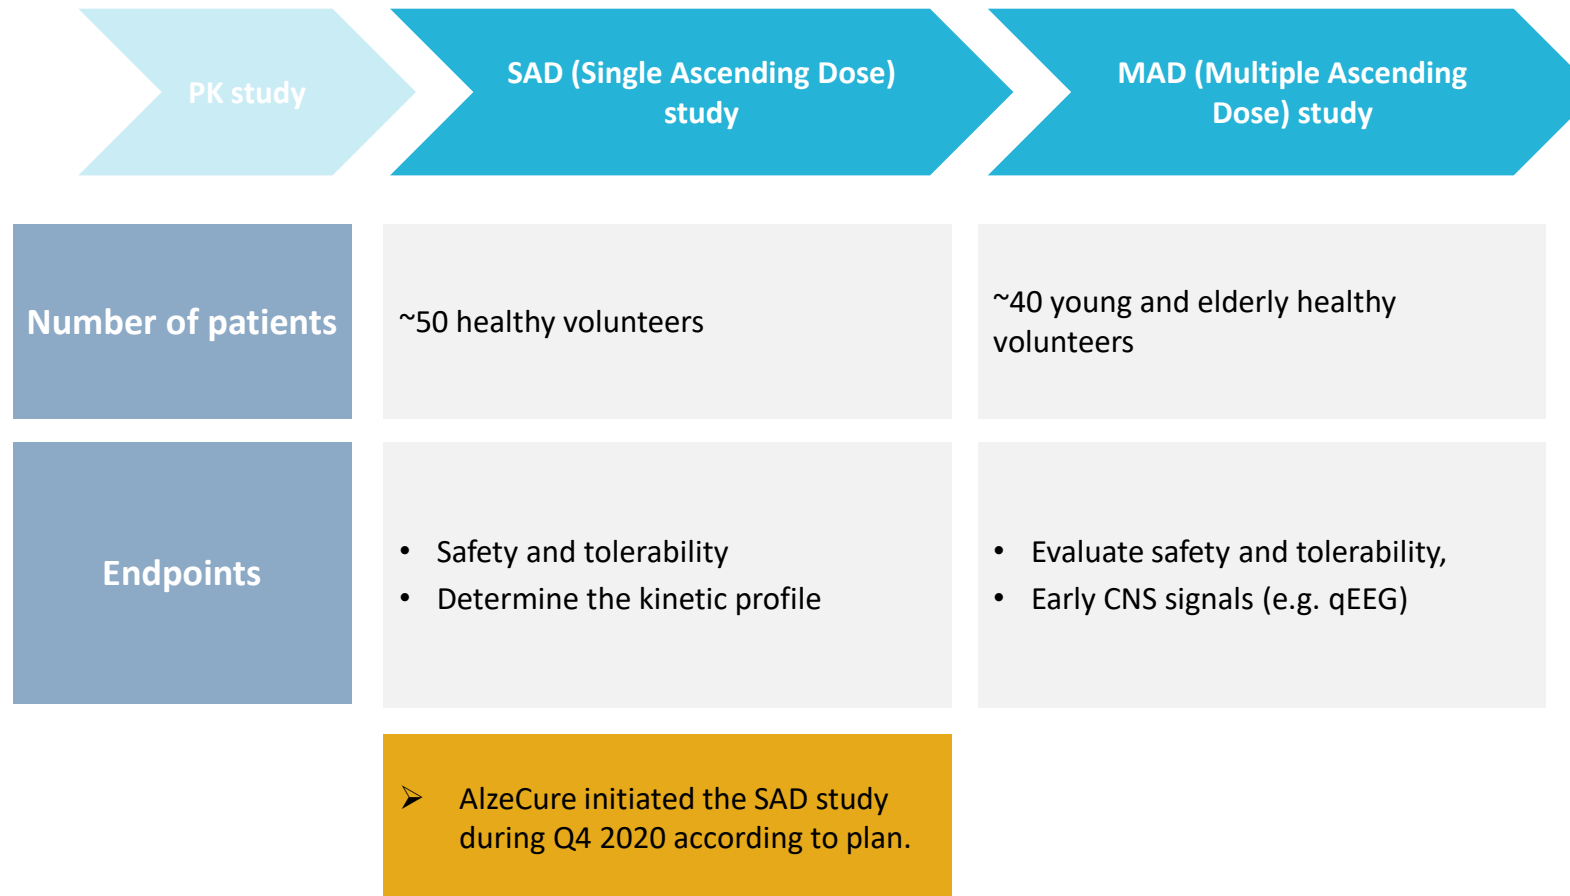 PK study
SAD (Single Ascending Dose)
study
MAD (Multiple Ascending
Dose) study
Number of patients
~50 healthy volunteers
~40 young and elderly healthy
volunteers
Endpoints
• Safety and tolerability
• Determine the kinetic profile
• Evaluate safety and tolerability,
• Early CNS signals (e.g. qEEG)
➢ AlzeCure initiated the SAD study
during Q4 2020 according to plan.